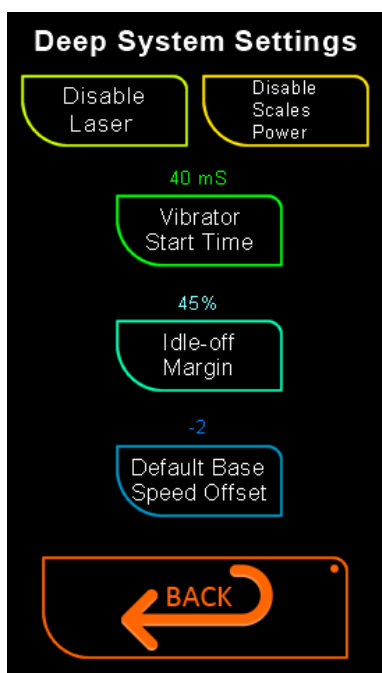 Deep System Settings
Disable
Laser
Disable
Scales
Power
40 mS
Vibrator
Start Time
45%
Idle-off
Margin
-2
Default Base
Speed Offset
BACK